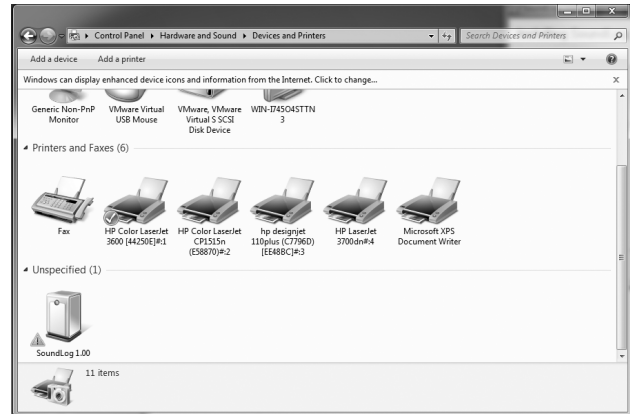 Control Panel ▸ Hardware and Sound ▸ Devices and Printers
Search Devices and Printers
Add a device Add a printer
Windows can display enhanced device icons and information from the Internet. Click to change...
Generic Non-PnP
Monitor
VMware Virtual
USB Mouse
VMware, VMware
Virtual S SCSI
Disk Device
WIN-I745O4STTN
3
Printers and Faxes (6)
Fax
HP Color LaserJet
3600 [44250E]#:1
HP Color LaserJet
CP1515n
(E58870)#:2
hp designjet
110plus (C7796D)
[EE48BC]#:3
HP LaserJet
3700dn#:4
Microsoft XPS
Document Writer
Unspecified (1)
SoundLog 1.00
11 items